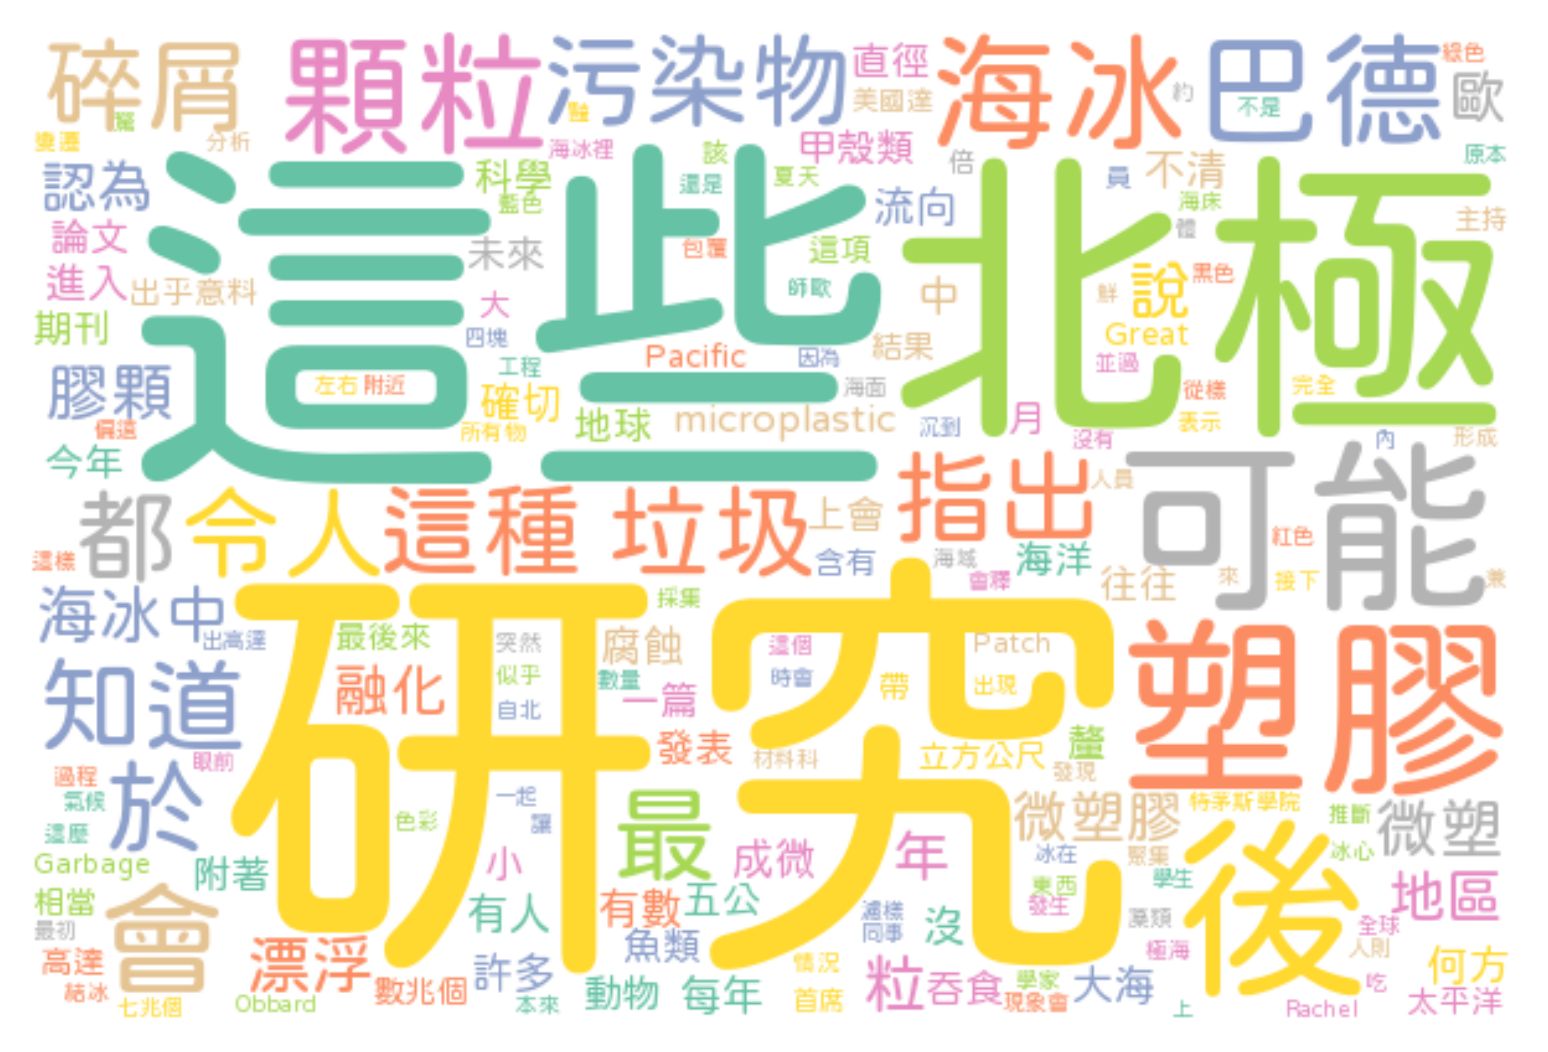 碎屑 顆粒 污染物 直徑 海冰 巴德 綠色
豔 美國達 約 不是 歐
變遷 分析 海冰裡 甲殼類 該 倍 不清 原本
認為 科學 還是 夏天 流向 員 海床
這些 北極
藍色 論文 未來 包覆 這項 體 主持
進入 出乎意料 大 師歐 中 鮮 說 黑色
期刊 四塊 Pacific 因為 結果 Great
膠顆 左右 附近 工程 確切 海面 並過 從樣 完全
偏遠 所有物 地球 microplastic 沉到 月 沒有 表示 內 形成
今年
都 令人 這種 垃圾 上會 指出 人員 可能
這樣 含有 海域 海洋 紅色
會釋 往往 來 接下 兼
海冰中 研究 採集
出高達 最後來 突然 腐蝕 這個 Patch 塑膠
知道 融化 似乎 數量 一篇 時會 帶 出現
自北
眼前 發表 材料科 立方公尺 釐
過程 於 發現
氣候 一起 最 微塑膠 特茅斯學院 推斷 微塑
這麼 色彩 讓
Garbage 附著 小 成微 年 冰在 聚集 後 冰心
相當 會 有人 有數 五公 東西 學生 地區
最初 濾樣 沒 發生 藻類 全球
高達 漂浮 許多 魚類 同事 極海 人則 何方
結冰 數兆個 動物 每年 情況 粒 吞食 學家 大海 吃
七兆個 Obbard 本來 首席 現象會 上 Rachel 太平洋